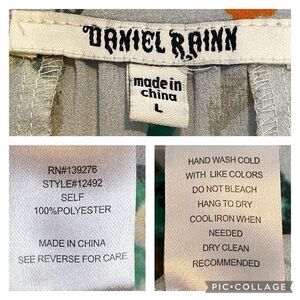 DANIEL RAINN
made in
china
L
RN#139276
STYLE#12492
SELF
100%POLYESTER
MADE IN CHINA
SEE REVERSE FOR CARE
HAND WASH COLD
WITH LIKE COLORS
DO NOT BLEACH
HANG TO DRY
COOL IRON WHEN
NEEDED
DRY CLEAN
RECOMMENDED
PIC•COLLAGE